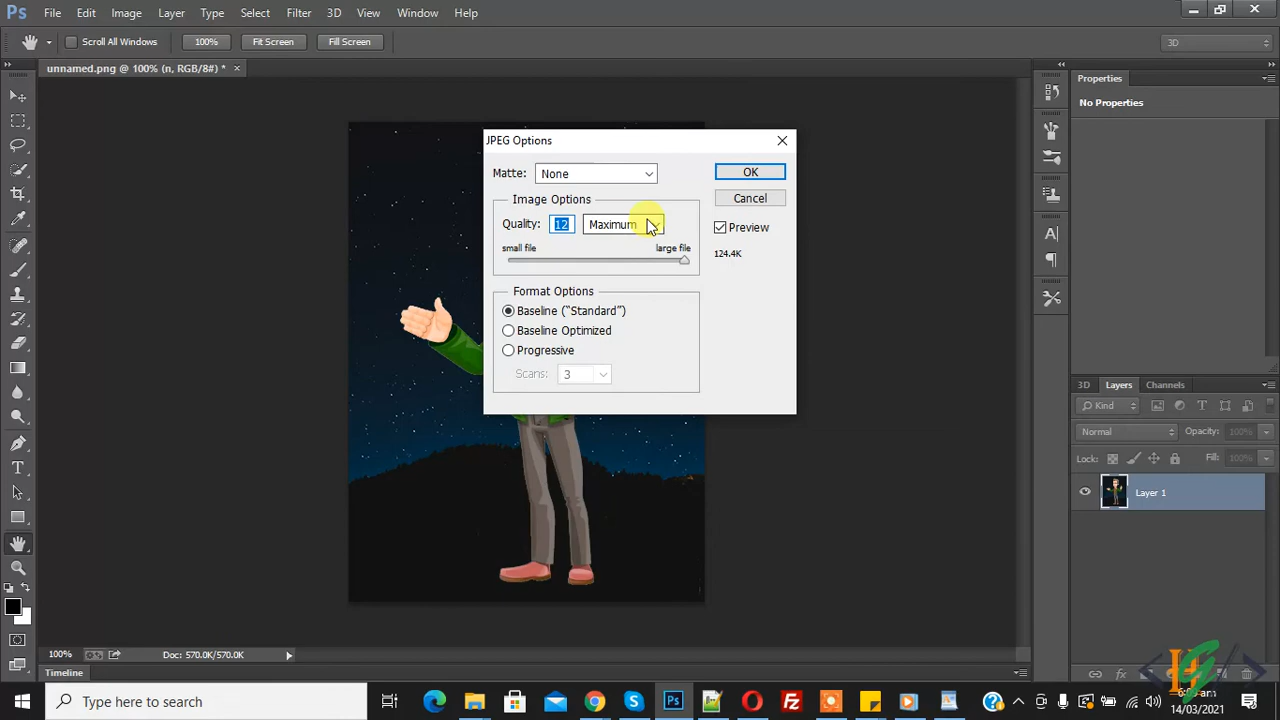 Ps File Edit Image Layer Type Select Filter 3D View Window Help
Scroll All Windows 100% Fit Screen Fill Screen 3D
unnamed.png @ 100% (n, RGB/8#) * ×
Properties
No Properties
JPEG Options
Matte: None OK
Image Options Cancel
Quality: 12 Maximum Preview
small file large file 124.4K
Format Options
Baseline ("Standard")
Baseline Optimized
Progressive
Scans: 3
3D Layers Channels
Kind
Normal Opacity: 100%
Lock: Fill: 100%
Layer 1
100% Doc: 570.0K/570.0K
Timeline
Type here to search
14/03/2021